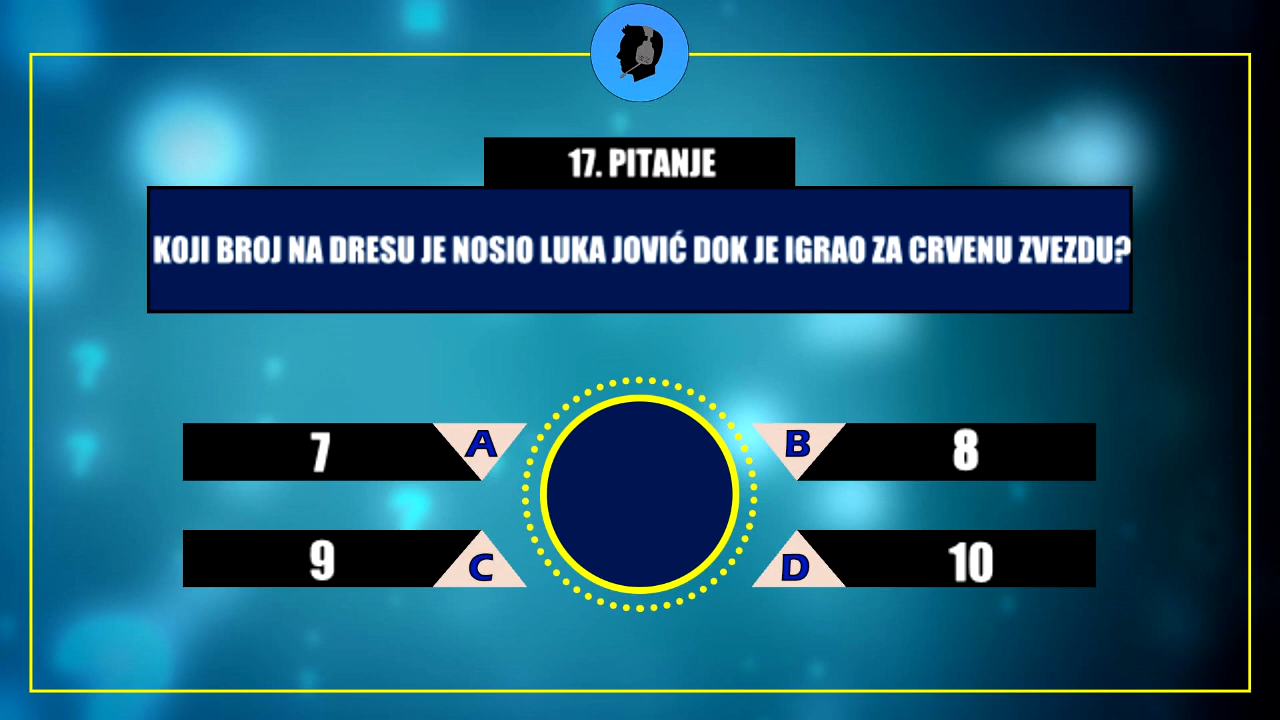 17. PITANJE
KOJI BROJ NA DRESU JE NOSIO LUKA JOVIĆ DOK JE IGRAO ZA CRVENU ZVEZDU?
7 A
B 8
9 C
D 10